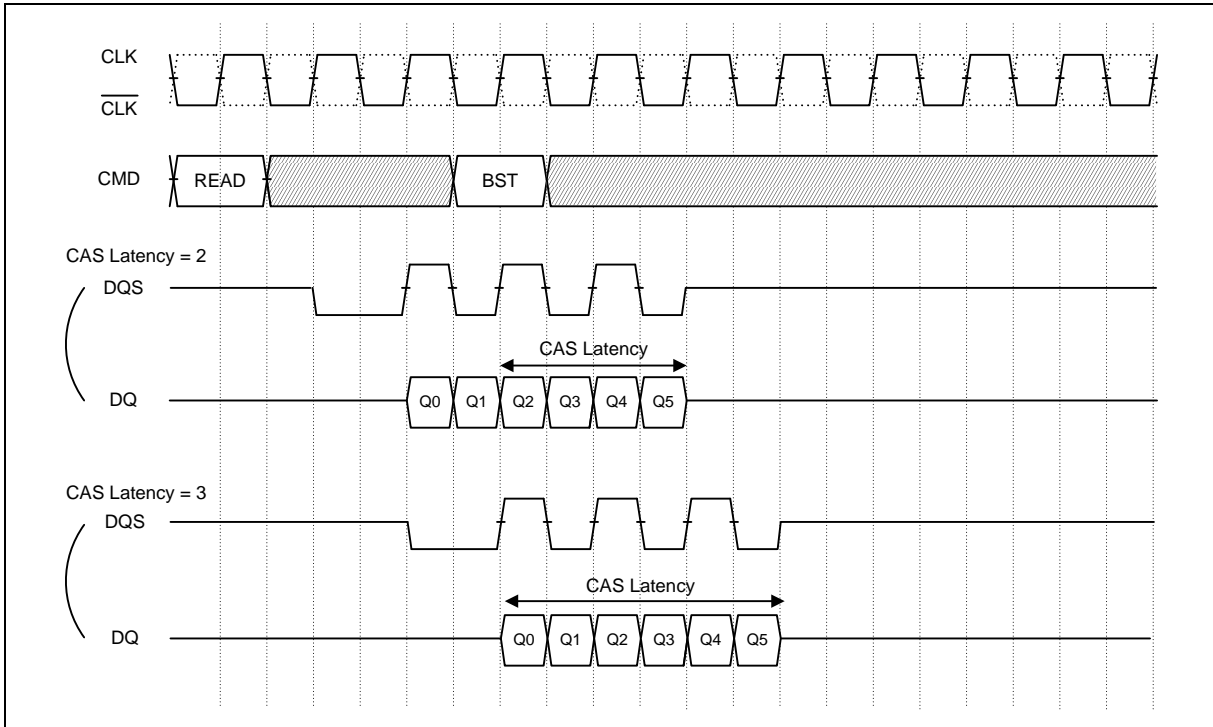 CLK
C̅L̅K̅
CMD READ BST
CAS Latency = 2
DQS
CAS Latency
DQ Q0 Q1 Q2 Q3 Q4 Q5
CAS Latency = 3
DQS
CAS Latency
DQ Q0 Q1 Q2 Q3 Q4 Q5